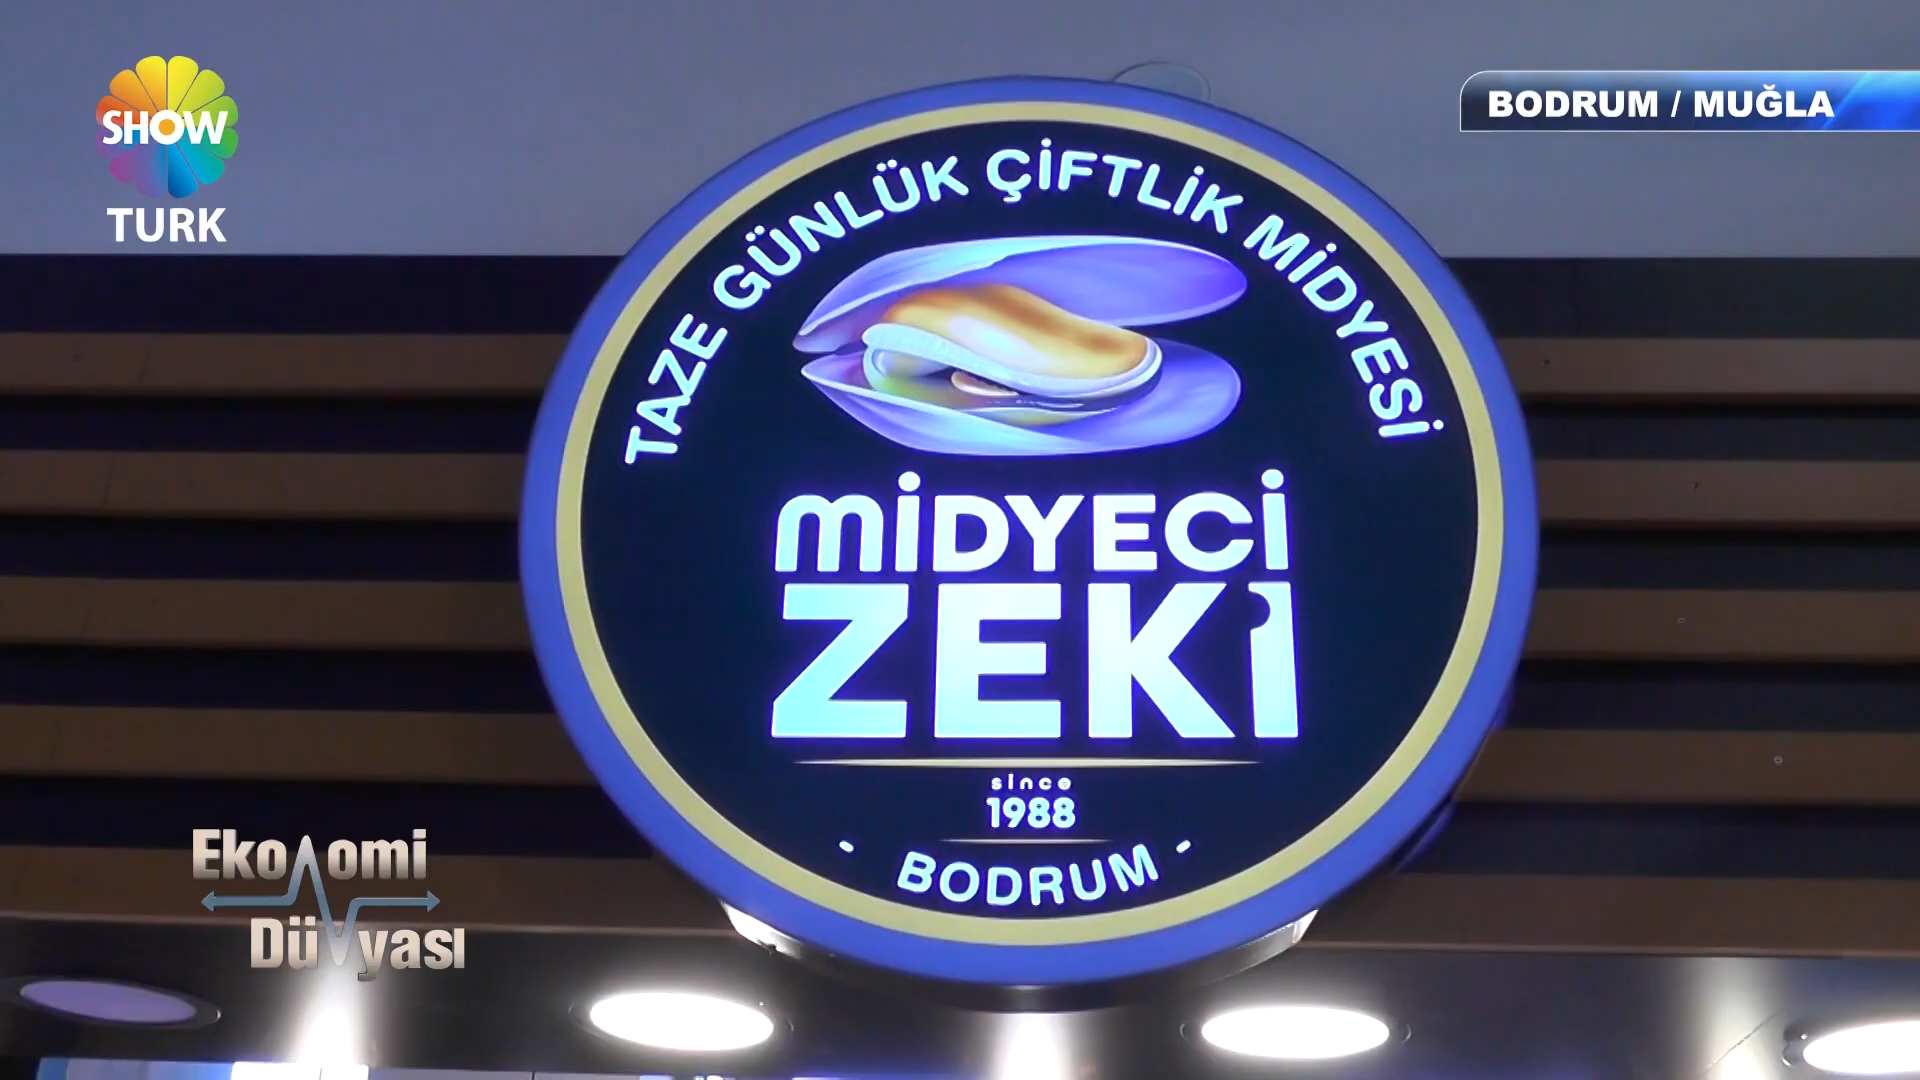 SHOW
TURK
BODRUM / MUĞLA
TAZE GÜNLÜK ÇİFTLİK MİDYESİ
MİDYECİ
ZEKİ
since
1988
- BODRUM -
Ekonomi
Dünyası